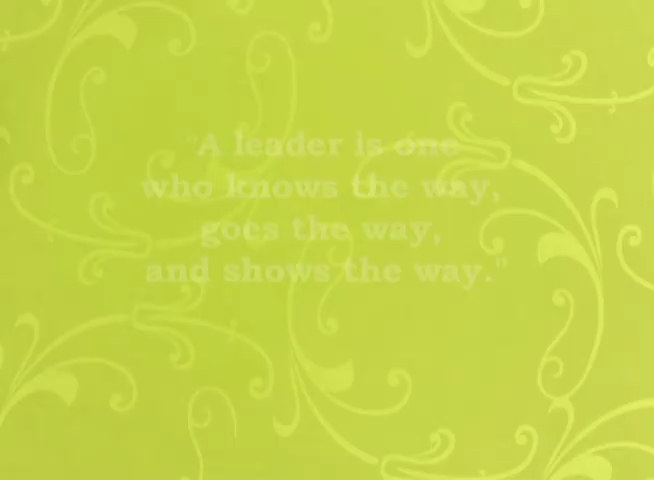 "A leader is one
who knows the way,
goes the way,
and shows the way."